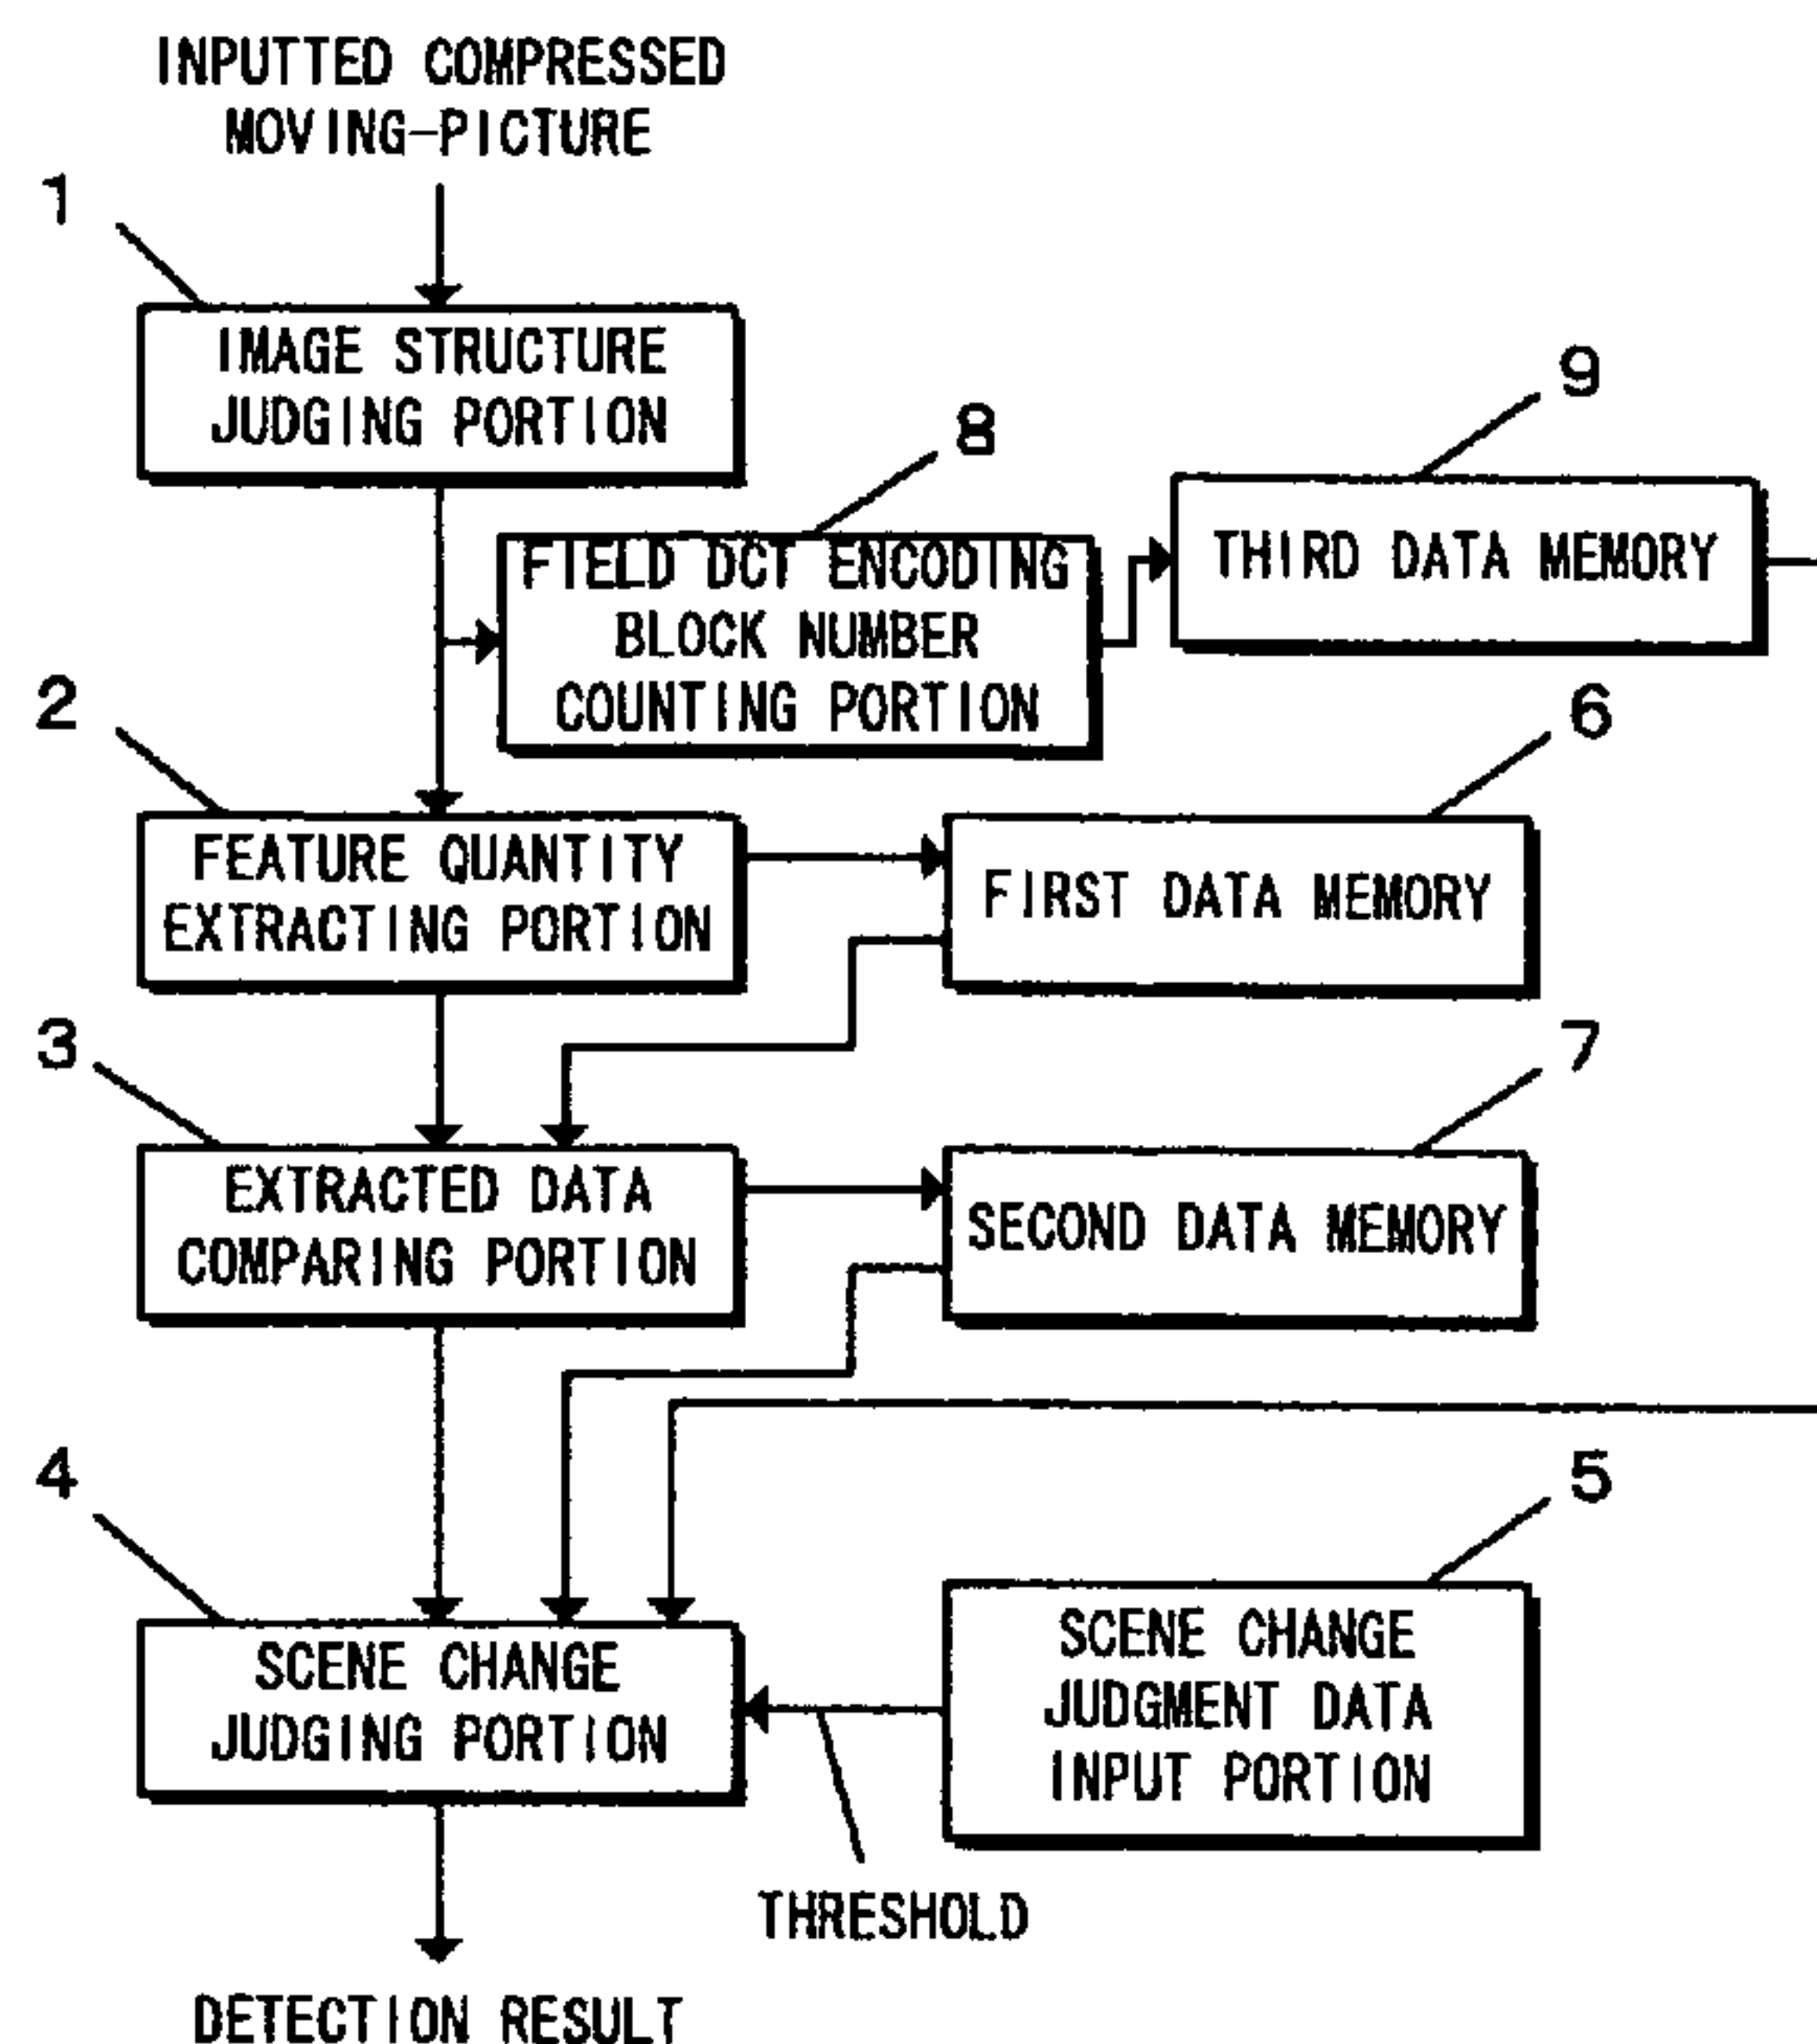 INPUTTED COMPRESSED
MOVING-PICTURE
1
IMAGE STRUCTURE
JUDGING PORTION
8
9
FIELD DCT ENCODING
BLOCK NUMBER
COUNTING PORTION
THIRD DATA MEMORY
2
FEATURE QUANTITY
EXTRACTING PORTION
6
FIRST DATA MEMORY
3
EXTRACTED DATA
COMPARING PORTION
7
SECOND DATA MEMORY
4
SCENE CHANGE
JUDGING PORTION
5
SCENE CHANGE
JUDGMENT DATA
INPUT PORTION
THRESHOLD
DETECTION RESULT